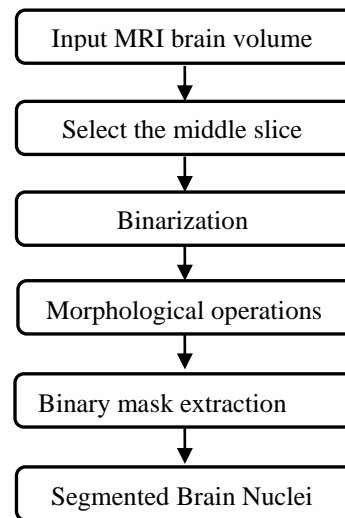 Input MRI brain volume
Select the middle slice
Binarization
Morphological operations
Binary mask extraction
Segmented Brain Nuclei